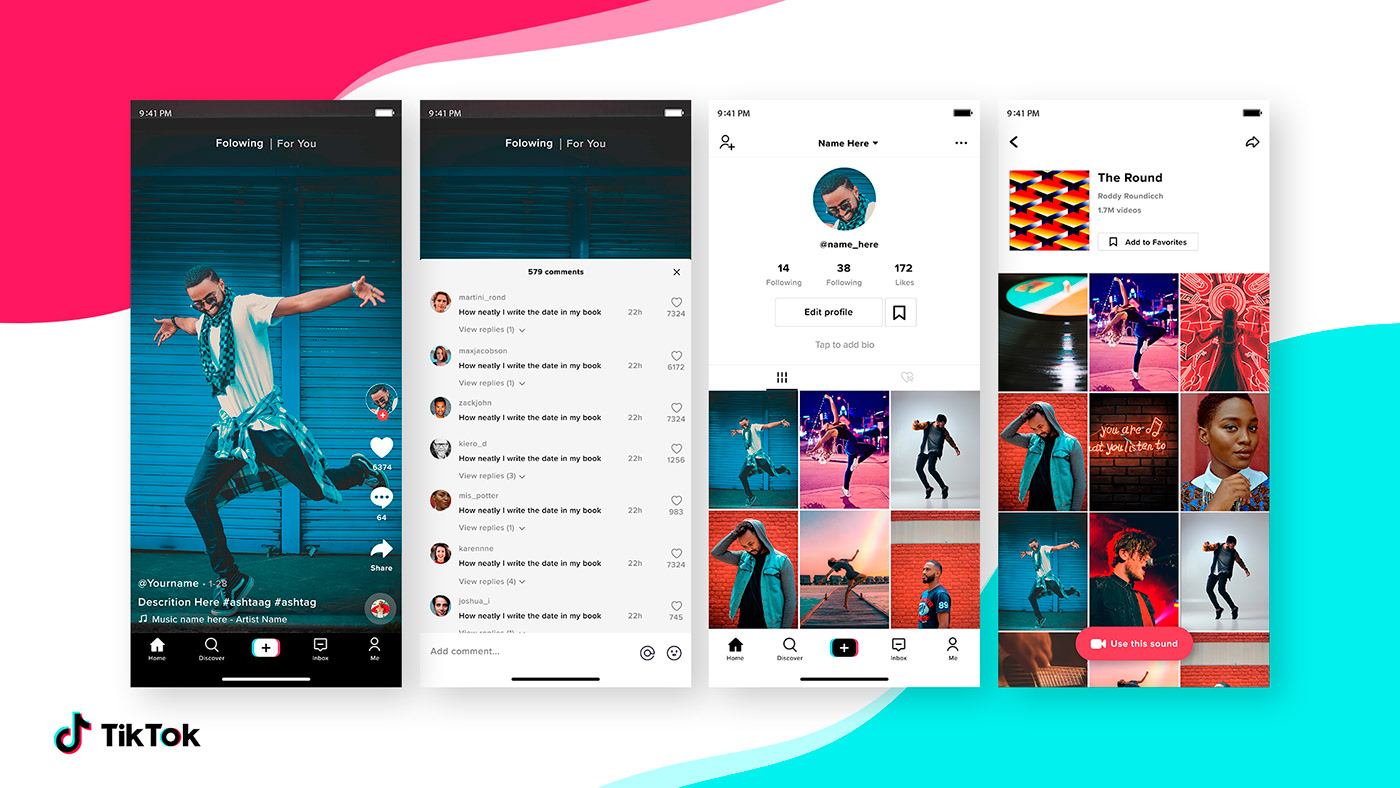 9:41 PM
Folowing | For You
6374
64
Share
@Yourname · 1-28
Descrition Here #ashtaag #ashtag
Music name here - Artist Name
Home
Discover
Inbox
Me
9:41 PM
Folowing | For You
579 comments
martini_rond
How neatly I write the date in my book 22h 7324
View replies (1)
maxjacobson
How neatly I write the date in my book 22h 6172
View replies (1)
zackjohn
How neatly I write the date in my book 22h 7324
kiero_d
How neatly I write the date in my book 22h 1256
View replies (3)
mis_potter
How neatly I write the date in my book 22h 983
View replies (1)
karennne
How neatly I write the date in my book 22h 7324
View replies (4)
joshua_i
How neatly I write the date in my book 22h 745
View replies (1)
Add comment...
9:41 PM
Name Here
@name_here
14 38 172
Following Following Likes
Edit profile
Tap to add bio
89
Home
Discover
Inbox
Me
9:41 PM
The Round
Roddy Roundicch
1.7M videos
Add to Favorites
you are
at you listen to
Use this sound
TikTok